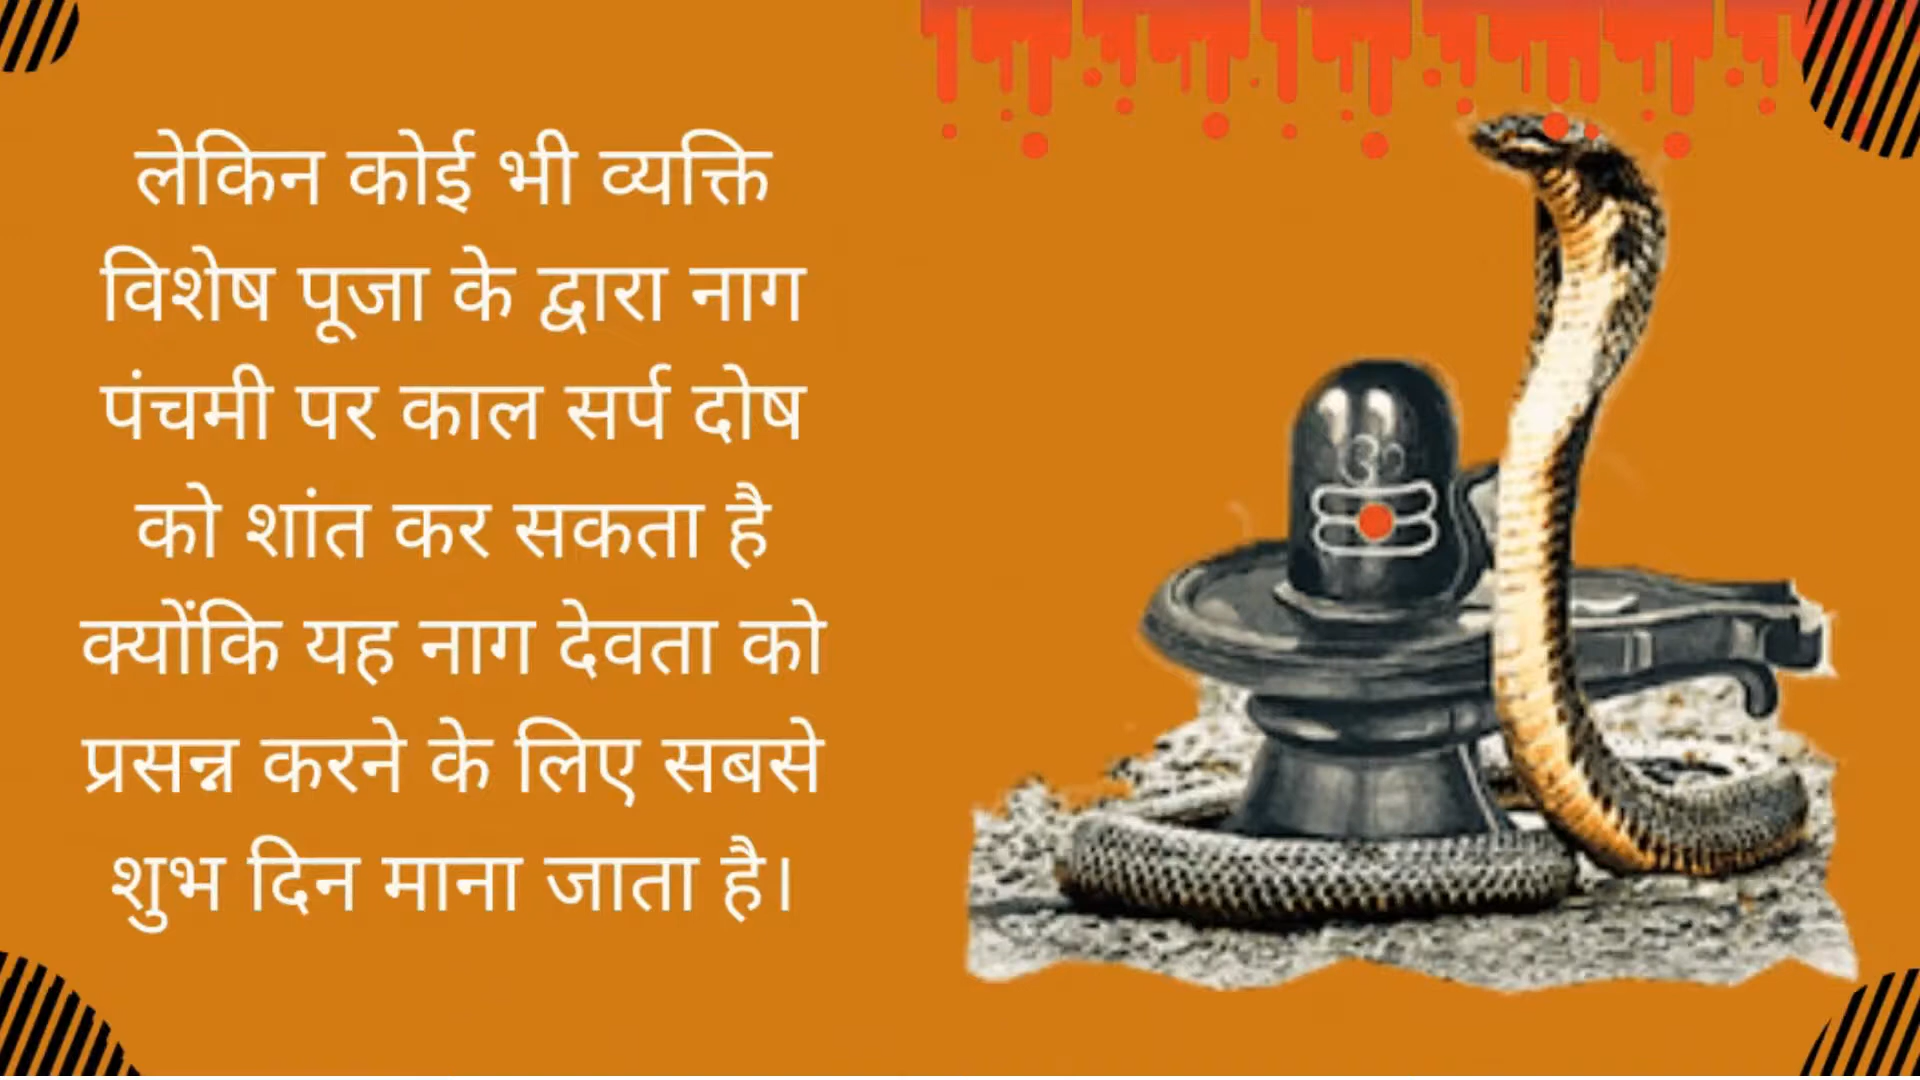 लेकिन कोई भी व्यक्ति
विशेष पूजा के द्वारा नाग
पंचमी पर काल सर्प दोष
को शांत कर सकता है
क्योंकि यह नाग देवता को
प्रसन्न करने के लिए सबसे
शुभ दिन माना जाता है।
ॐ